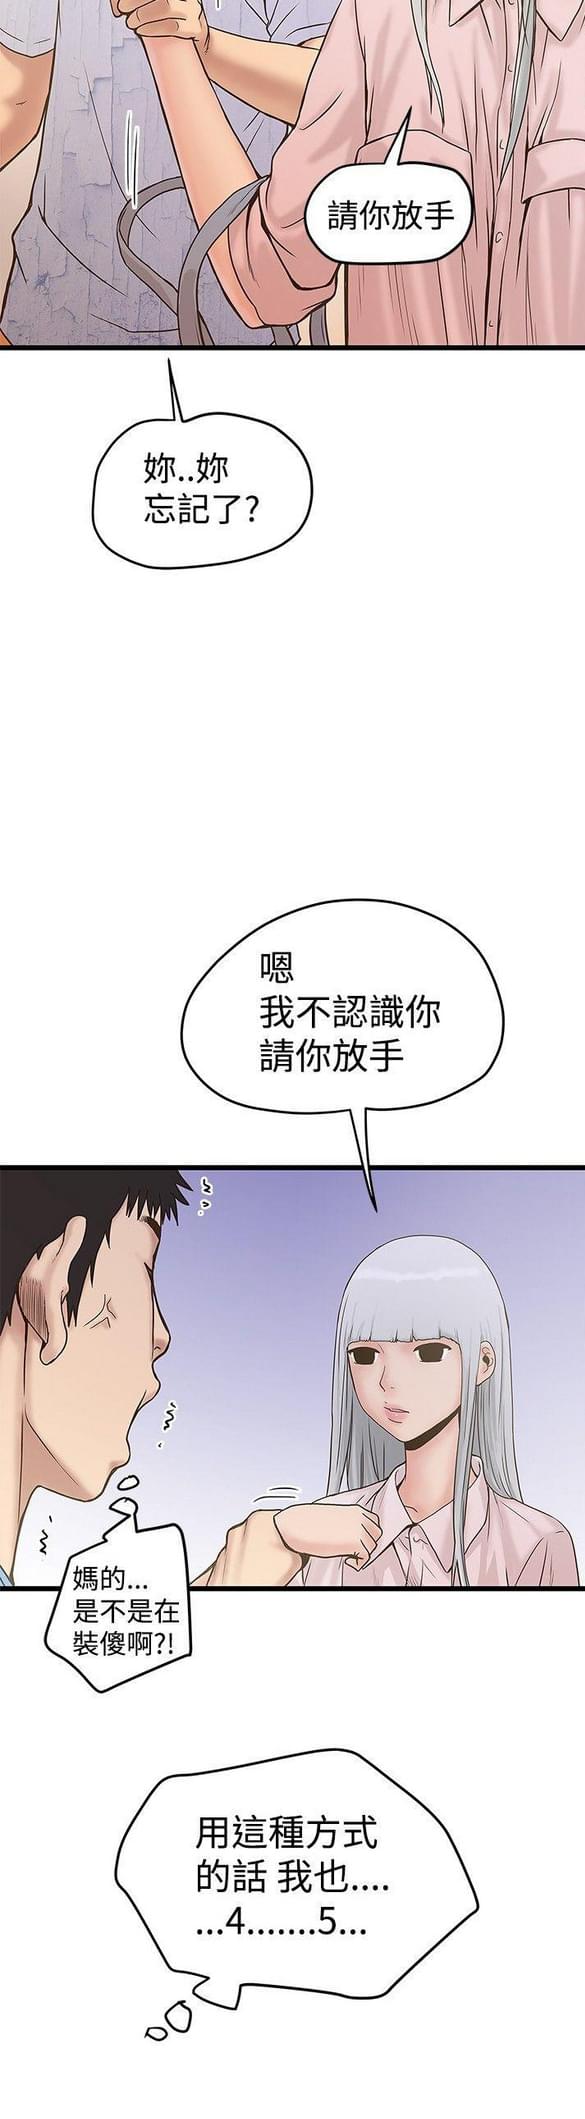 請你放手
妳..妳
忘記了?
嗯
我不認識你
請你放手
媽的...
是不是在
裝傻啊?!
用這種方式
的話 我也....
...4.......5...